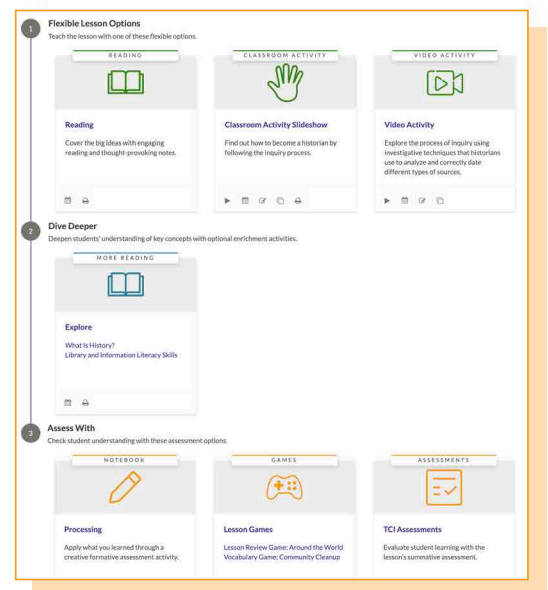 1
Flexible Lesson Options
Teach the lesson with one of these flexible options.
READING
Reading
Cover the big ideas with engaging
reading and thought-provoking notes.
CLASSROOM ACTIVITY
Classroom Activity Slideshow
Find out how to become a historian by
following the inquiry process.
VIDEO ACTIVITY
Video Activity
Explore the process of inquiry using
investigative techniques that historians
use to analyze and correctly date
different types of sources.
2
Dive Deeper
Deepen students' understanding of key concepts with optional enrichment activities.
MORE READING
Explore
What Is History?
Library and Information Literacy Skills
3
Assess With
Check student understanding with these assessment options.
NOTEBOOK
Processing
Apply what you learned through a
creative formative assessment activity.
GAMES
Lesson Games
Lesson Review Game: Around the World
Vocabulary Game: Community Cleanup
ASSESSMENTS
TCI Assessments
Evaluate student learning with the
lesson's summative assessment.